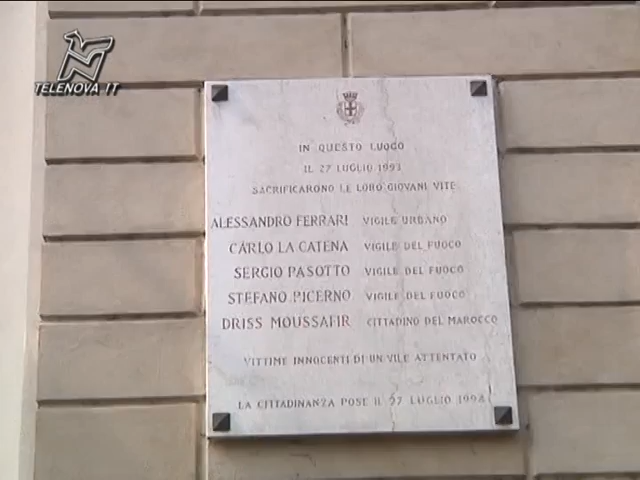 TELENOVA IT
IN QUESTO LUOGO
IL 27 LUGLIO 1993
SACRIFICARONO LE LORO GIOVANI VITE
ALESSANDRO FERRARI VIGILE URBANO
CARLO LA CATENA VIGILE DEL FUOCO
SERGIO PASOTTO VIGILE DEL FUOCO
STEFANO PICERNO VIGILE DEL FUOCO
DRISS MOUSSAFIR CITTADINO DEL MAROCCO
VITTIME INNOCENTI DI UN VILE ATTENTATO
LA CITTADINANZA POSE IL 27 LUGLIO 1994